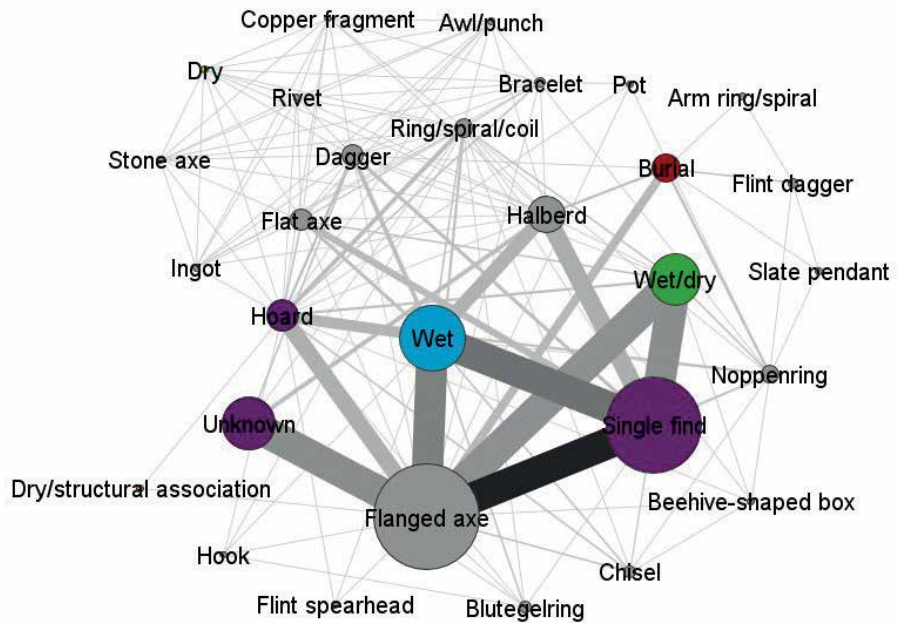 Copper fragment
Awl/punch
Dry
Rivet
Bracelet
Pot
Arm ring/spiral
Ring/spiral/coil
Stone axe
Dagger
Burial
Flint dagger
Flat axe
Halberd
Ingot
Wet/dry
Slate pendant
Hoard
Wet
Noppenring
Unknown
Single find
Dry/structural association
Flanged axe
Beehive-shaped box
Hook
Chisel
Flint spearhead
Blutegelring